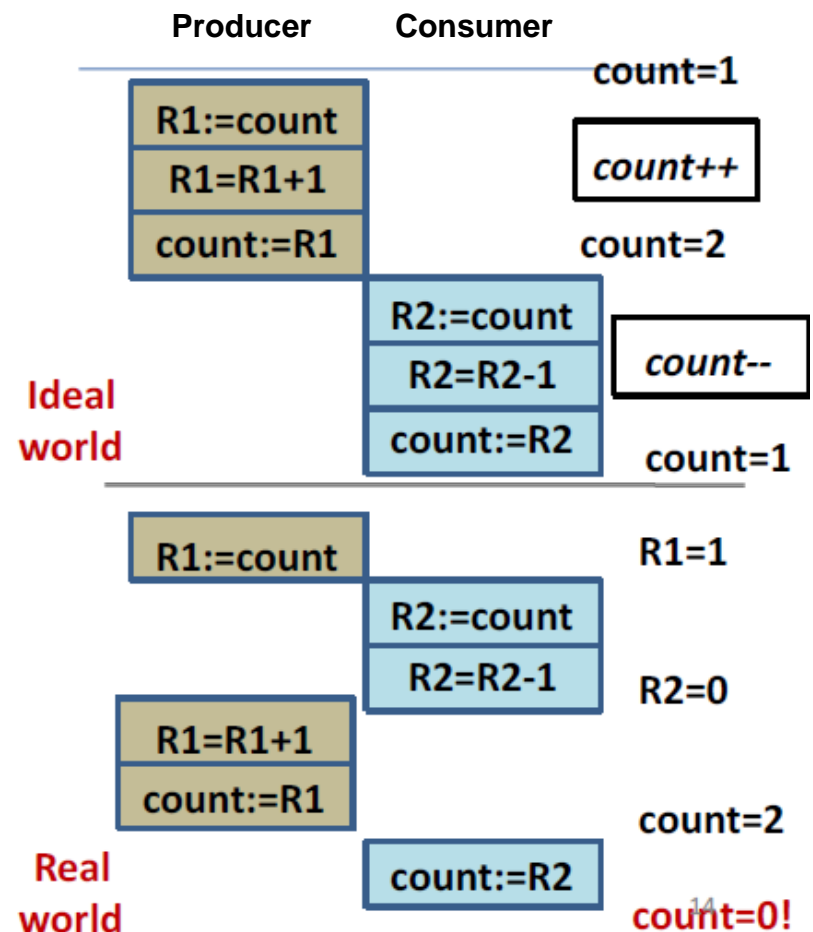 Producer Consumer
count=1
R1:=count
count++
R1=R1+1
count:=R1
count=2
R2:=count
count--
R2=R2-1
Ideal
world
count:=R2
count=1
R1:=count
R1=1
R2:=count
R2=R2-1
R2=0
R1=R1+1
count:=R1
count=2
Real
world
count:=R2
14
count=0!